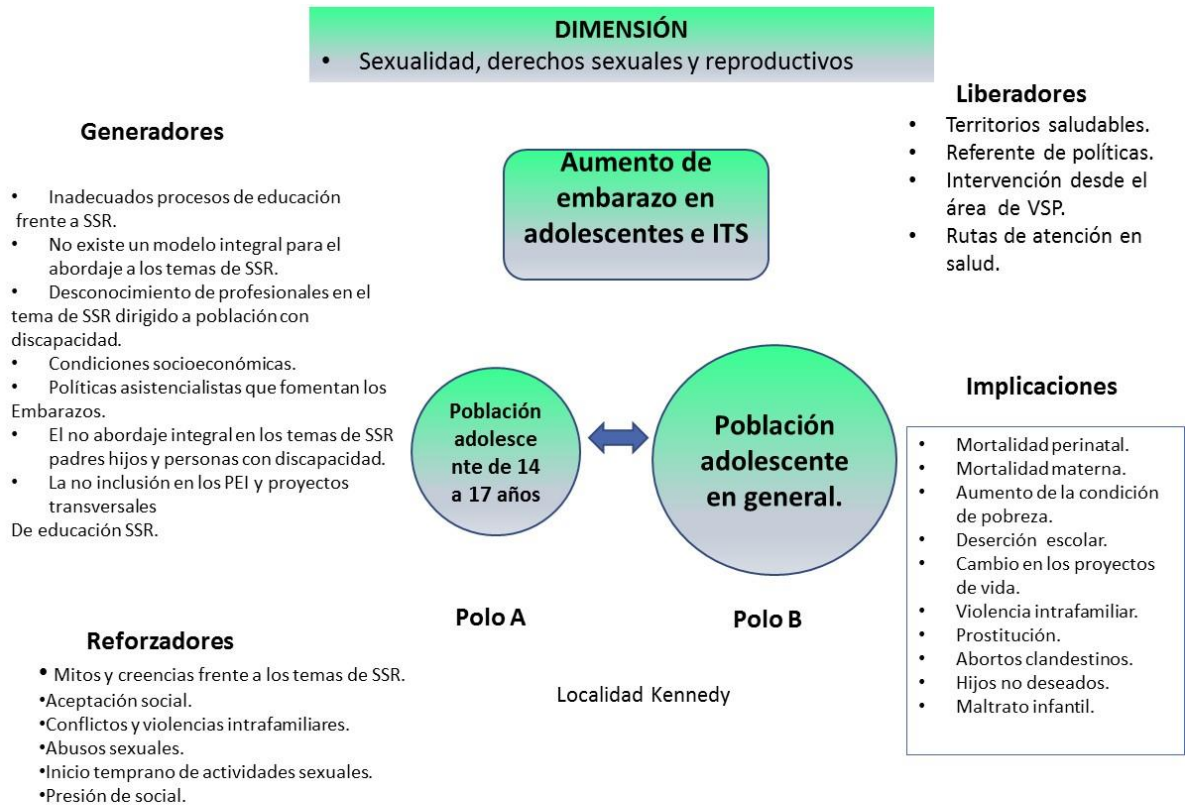 DIMENSIÓN
• Sexualidad, derechos sexuales y reproductivos
Generadores
• Inadecuados procesos de educación
frente a SSR.
• No existe un modelo integral para el
abordaje a los temas de SSR.
• Desconocimiento de profesionales en el
tema de SSR dirigido a población con
discapacidad.
• Condiciones socioeconómicas.
• Políticas asistencialistas que fomentan los
Embarazos.
• El no abordaje integral en los temas de SSR
padres hijos y personas con discapacidad.
• La no inclusión en los PEI y proyectos
transversales
De educación SSR.
Reforzadores
• Mitos y creencias frente a los temas de SSR.
•Aceptación social.
•Conflictos y violencias intrafamiliares.
•Abusos sexuales.
•Inicio temprano de actividades sexuales.
•Presión de social.
Aumento de
embarazo en
adolescentes e ITS
Población
adolesce
nte de 14
a 17 años
Población
adolescente
en general.
Polo A
Polo B
Localidad Kennedy
Liberadores
• Territorios saludables.
• Referente de políticas.
• Intervención desde el
área de VSP.
• Rutas de atención en
salud.
Implicaciones
• Mortalidad perinatal.
• Mortalidad materna.
• Aumento de la condición
de pobreza.
• Deserción escolar.
• Cambio en los proyectos
de vida.
• Violencia intrafamiliar.
• Prostitución.
• Abortos clandestinos.
• Hijos no deseados.
• Maltrato infantil.